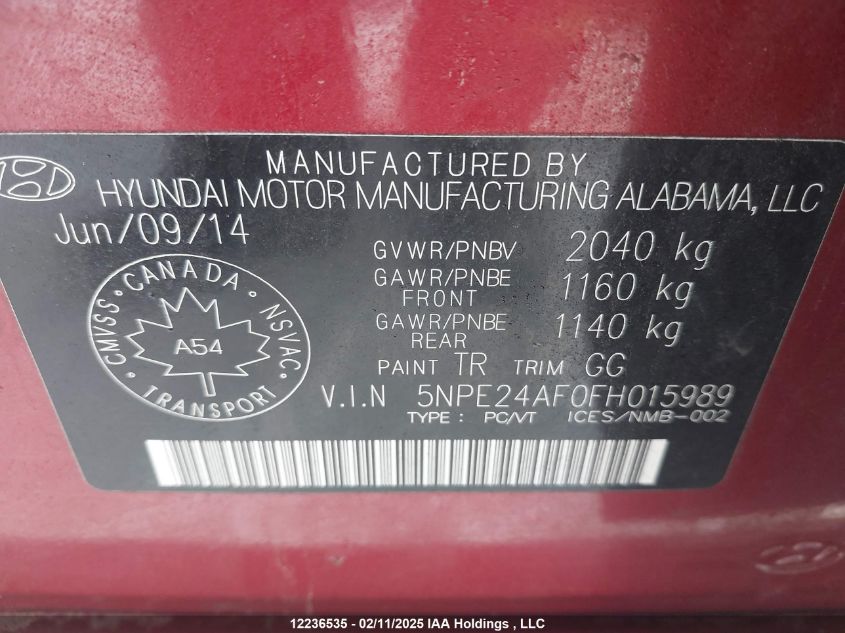 MANUFACTURED BY
HYUNDAI MOTOR MANUFACTURING ALABAMA, LLC
Jun/09/14
GVWR/PNBV 2040 kg
GAWR/PNBE FRONT 1160 kg
GAWR/PNBE REAR 1140 kg
PAINT TR TRIM GG
V.I.N 5NPE24AF0FH015989
TYPE : PC/VT ICES/NMB-002
CANADA
CMVSS
NSVAC
A54
TRANSPORT
12236535 - 02/11/2025 IAA Holdings , LLC